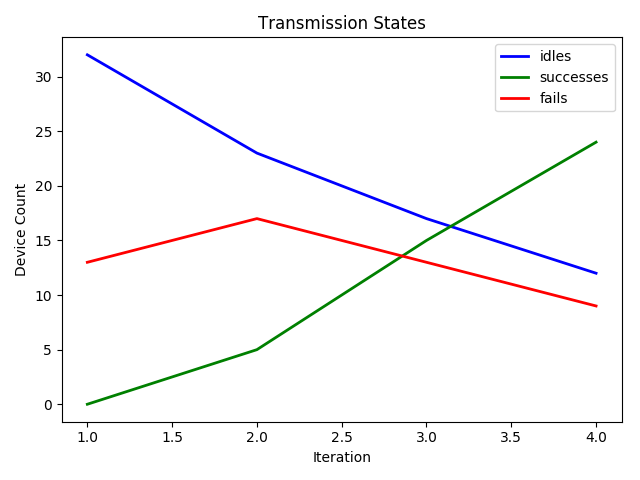 Transmission States
idles
successes
fails
Device Count
30
25
20
15
10
5
0
1.0 1.5 2.0 2.5 3.0 3.5 4.0
Iteration